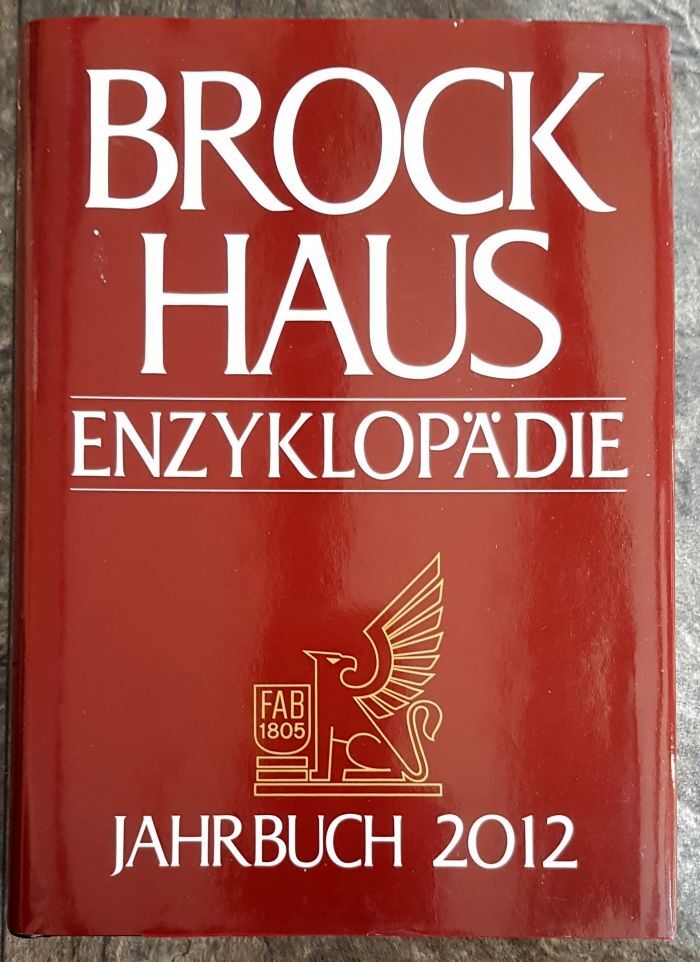 BROCK
HAUS
ENZYKLOPÄDIE
FAB
1805
JAHRBUCH 2012